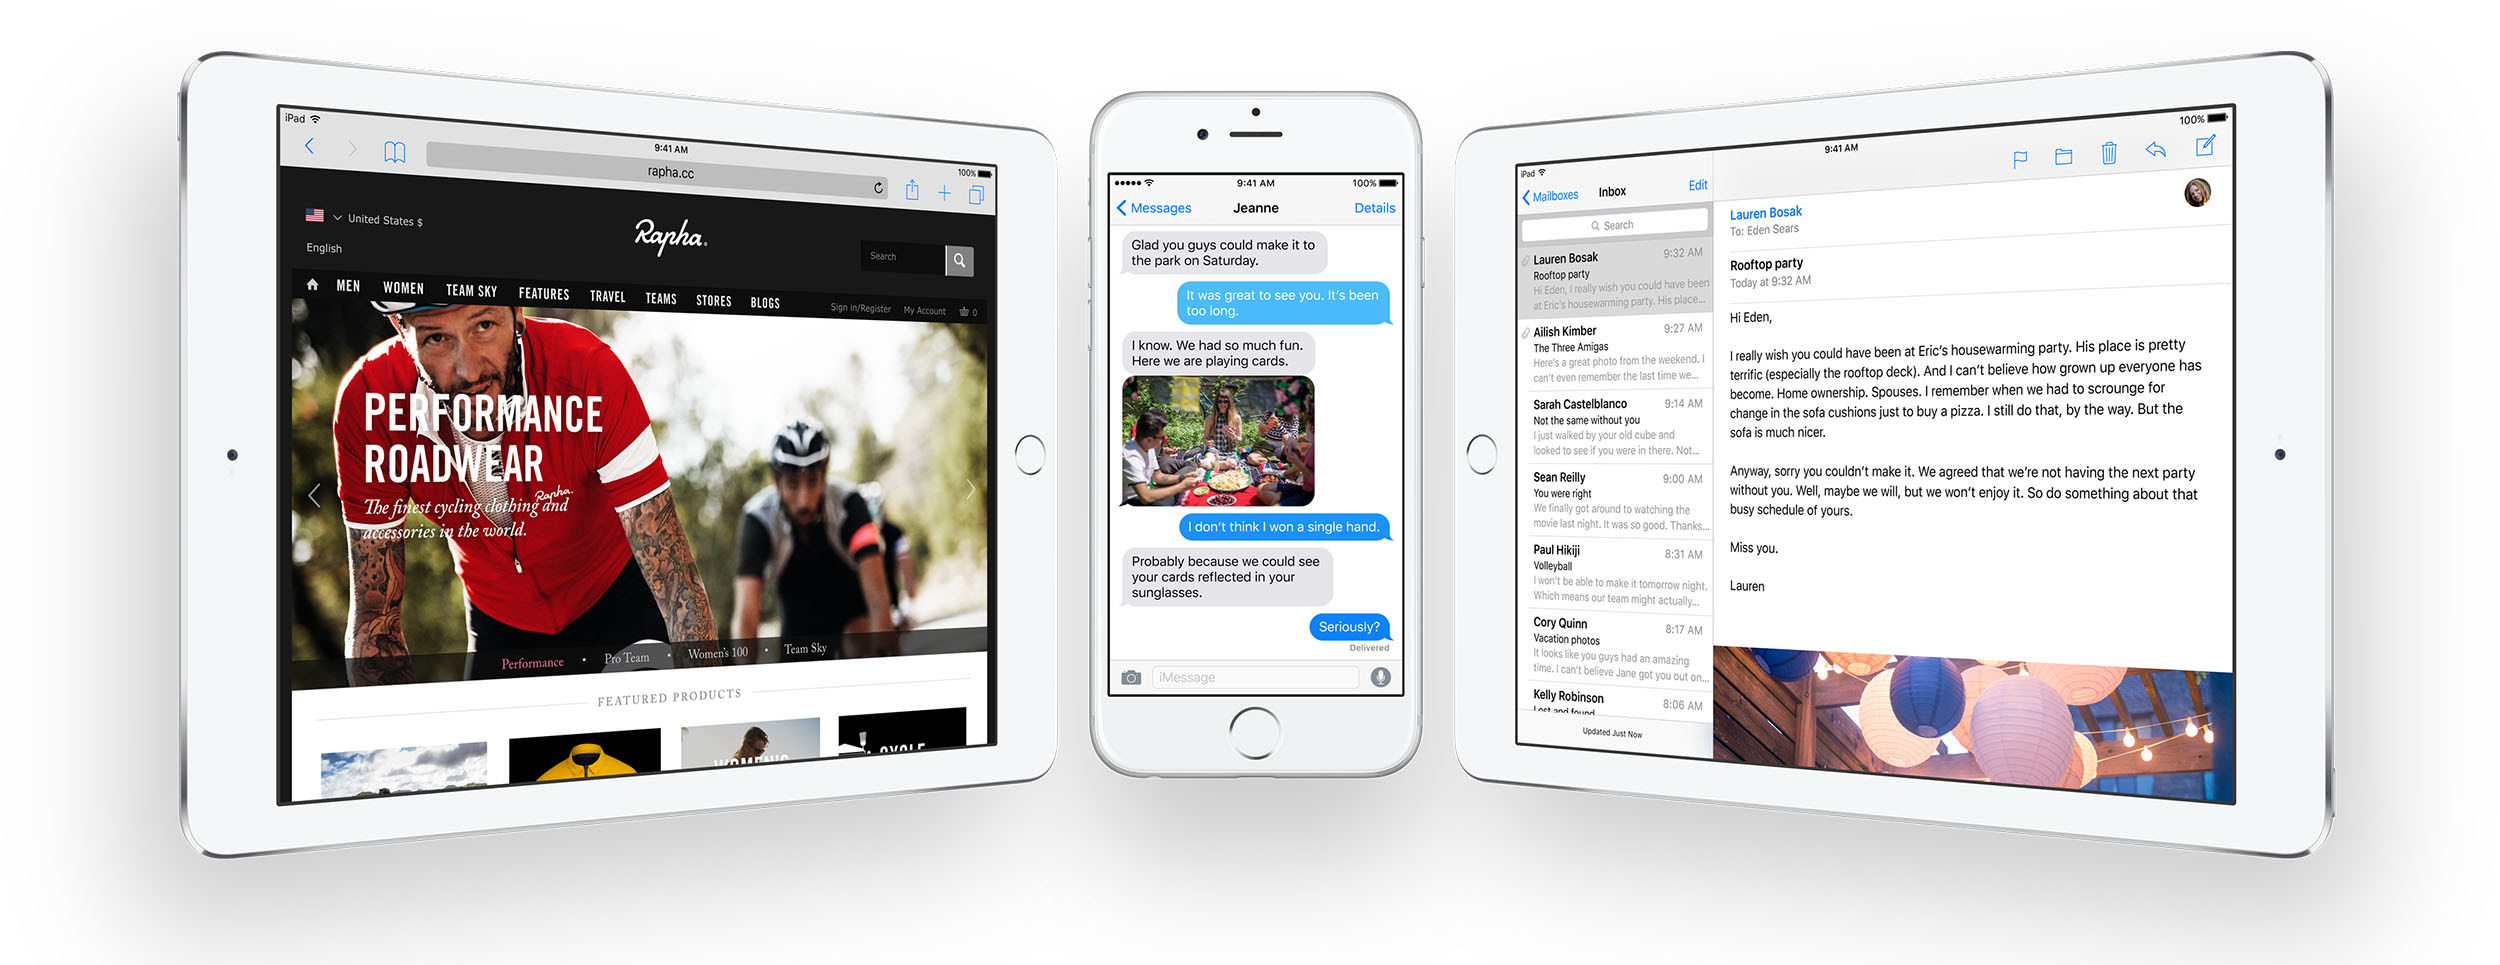 iPad
9:41 AM
100%
rapha.cc
United States $
English
Rapha.
Search
MEN WOMEN TEAM SKY FEATURES TRAVEL TEAMS STORES BLOGS Sign in/Register My Account 0
PERFORMANCE
ROADWEAR
Rapha.
The finest cycling clothing and
accessories in the world.
Performance • Pro Team • Women's 100 • Team Sky
FEATURED PRODUCTS
WOMEN'S
CYCLE
9:41 AM 100%
Messages Jeanne Details
Glad you guys could make it to
the park on Saturday.
It was great to see you. It's been
too long.
I know. We had so much fun.
Here we are playing cards.
I don't think I won a single hand.
Probably because we could see
your cards reflected in your
sunglasses.
Seriously?
Delivered
iMessage
iPad
9:41 AM
100%
Mailboxes Inbox Edit
Search
Lauren Bosak 9:32 AM
Rooftop party
Hi Eden, I really wish you could have been
at Eric's housewarming party. His place...
Ailish Kimber 9:27 AM
The Three Amigas
Here's a great photo from the weekend. I
can't even remember the last time we...
Sarah Castelblanco 9:14 AM
Not the same without you
I just walked by your old cube and
looked to see if you were in there. Not...
Sean Reilly 9:00 AM
You were right
We finally got around to watching the
movie last night. It was so good. Thanks...
Paul Hikiji 8:31 AM
Volleyball
I won't be able to make it tomorrow night.
Which means our team might actually...
Cory Quinn 8:17 AM
Vacation photos
It looks like you guys had an amazing
time. I can't believe Jane got you out on...
Kelly Robinson 8:06 AM
Lost and found
Updated Just Now
Lauren Bosak
To: Eden Sears
Rooftop party
Today at 9:32 AM
Hi Eden,
I really wish you could have been at Eric's housewarming party. His place is pretty
terrific (especially the rooftop deck). And I can't believe how grown up everyone has
become. Home ownership. Spouses. I remember when we had to scrounge for
change in the sofa cushions just to buy a pizza. I still do that, by the way. But the
sofa is much nicer.
Anyway, sorry you couldn't make it. We agreed that we're not having the next party
without you. Well, maybe we will, but we won't enjoy it. So do something about that
busy schedule of yours.
Miss you.
Lauren